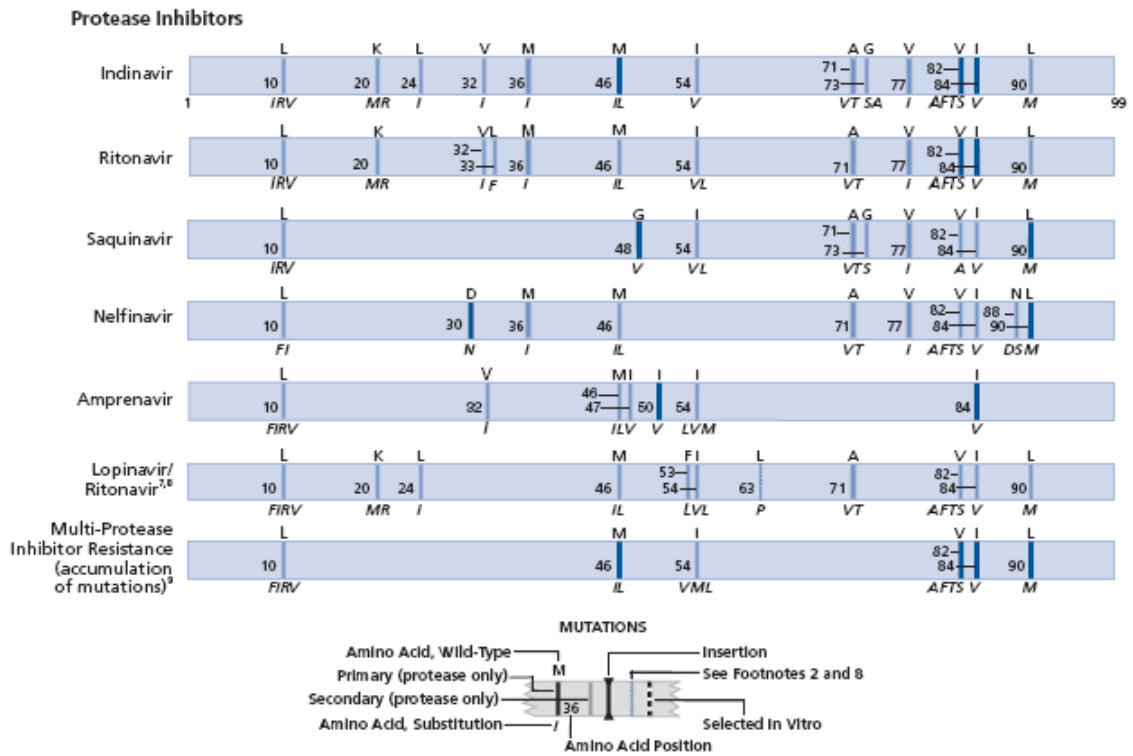 Protease Inhibitors
L K L V M M I A G V V I L
Indinavir 10 20 24 32 36 46 54 71 73 77 82 84 90
1 IRV MR I I I IL V VT SA I AFTS V M 99
L K V L M M I A V V I L
Ritonavir 10 20 32 33 36 46 54 71 77 82 84 90
IRV MR I F I IL VL VT I AFTS V M
L G I A G V V I L
Saquinavir 10 48 54 71 73 77 82 84 90
IRV V VL VT S I A V M
L D M M A V V I N L
Nelfinavir 10 30 36 46 71 77 82 84 88 90
FI N I IL VT I AFTS V DS M
L V M I I I I
Amprenavir 10 32 46 47 50 54 84
FIRV I IL V V LVM V
L K L M F I L A V I L
Lopinavir/
Ritonavir7,8 10 20 24 46 53 54 63 71 82 84 90
FIRV MR I IL L VL P VT AFTS V M
Multi-Protease
Inhibitor Resistance
(accumulation
of mutations)9
L M I V I L
10 46 54 82 84 90
FIRV IL VML AFTS V M
MUTATIONS
Amino Acid, Wild-Type M Insertion
Primary (protease only) See Footnotes 2 and 8
Secondary (protease only) 36
Amino Acid, Substitution I Selected In Vitro
Amino Acid Position